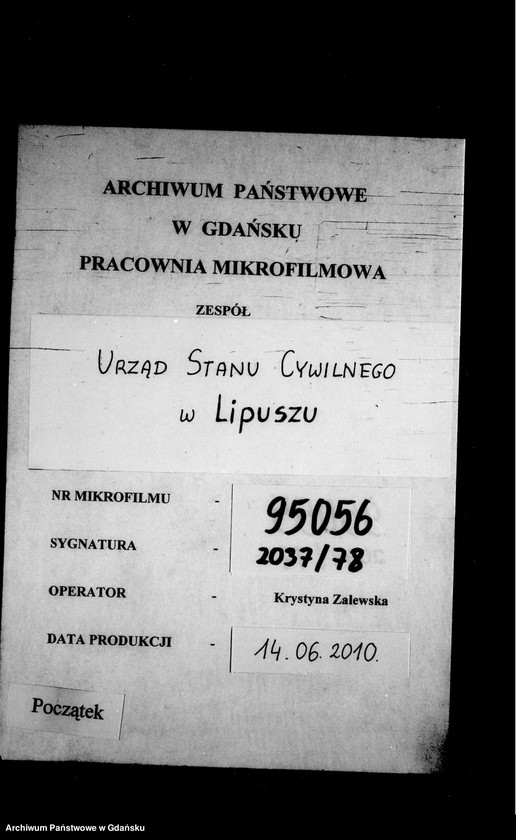 ARCHIWUM PAŃSTWOWE
W GDAŃSKU
PRACOWNIA MIKROFILMOWA
ZESPÓŁ
URZĄD STANU CYWILNEGO
w Lipuszu
NR MIKROFILMU - 95056
SYGNATURA - 2037/78
OPERATOR - Krystyna Zalewska
DATA PRODUKCJI - 14.06.2010.
Początek
Archiwum Państwowe w Gdańsku